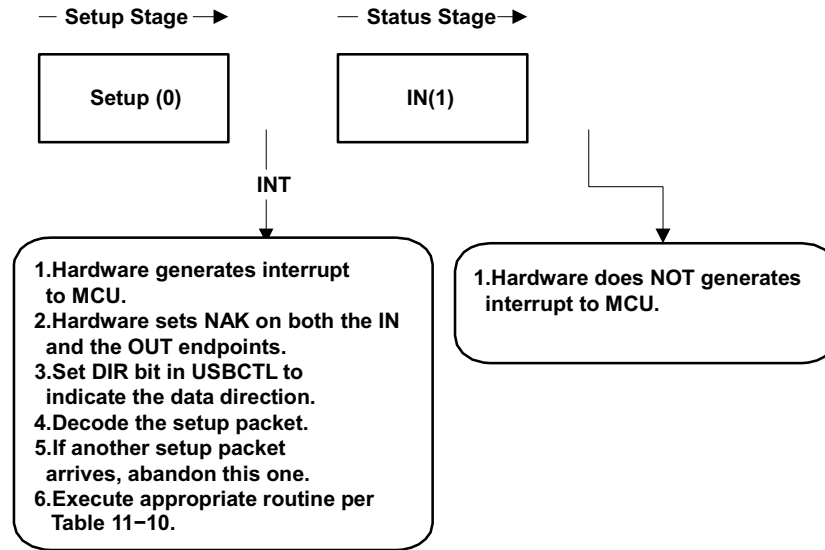 Setup Stage
Status Stage
Setup (0)
IN(1)
INT
1.Hardware generates interrupt
to MCU.
2.Hardware sets NAK on both the IN
and the OUT endpoints.
3.Set DIR bit in USBCTL to
indicate the data direction.
4.Decode the setup packet.
5.If another setup packet
arrives, abandon this one.
6.Execute appropriate routine per
Table 11−10.
1.Hardware does NOT generates
interrupt to MCU.